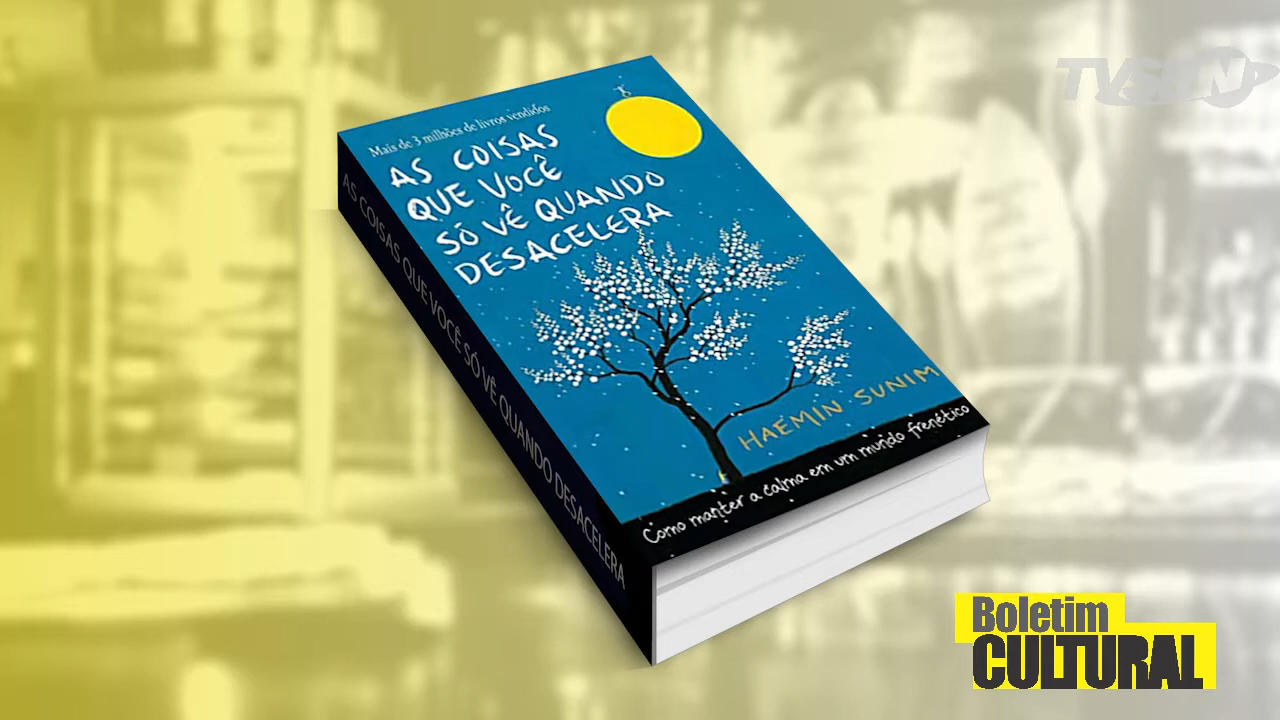 TVSUN
Mais de 3 milhões de livros vendidos
AS COISAS
QUE VOCÊ
SÓ VÊ QUANDO
DESACELERA
HAEMIN SUNIM
Como manter a calma em um mundo frenético
AS COISAS QUE VOCÊ SÓ VÊ QUANDO DESACELERA
Boletim
CULTURAL